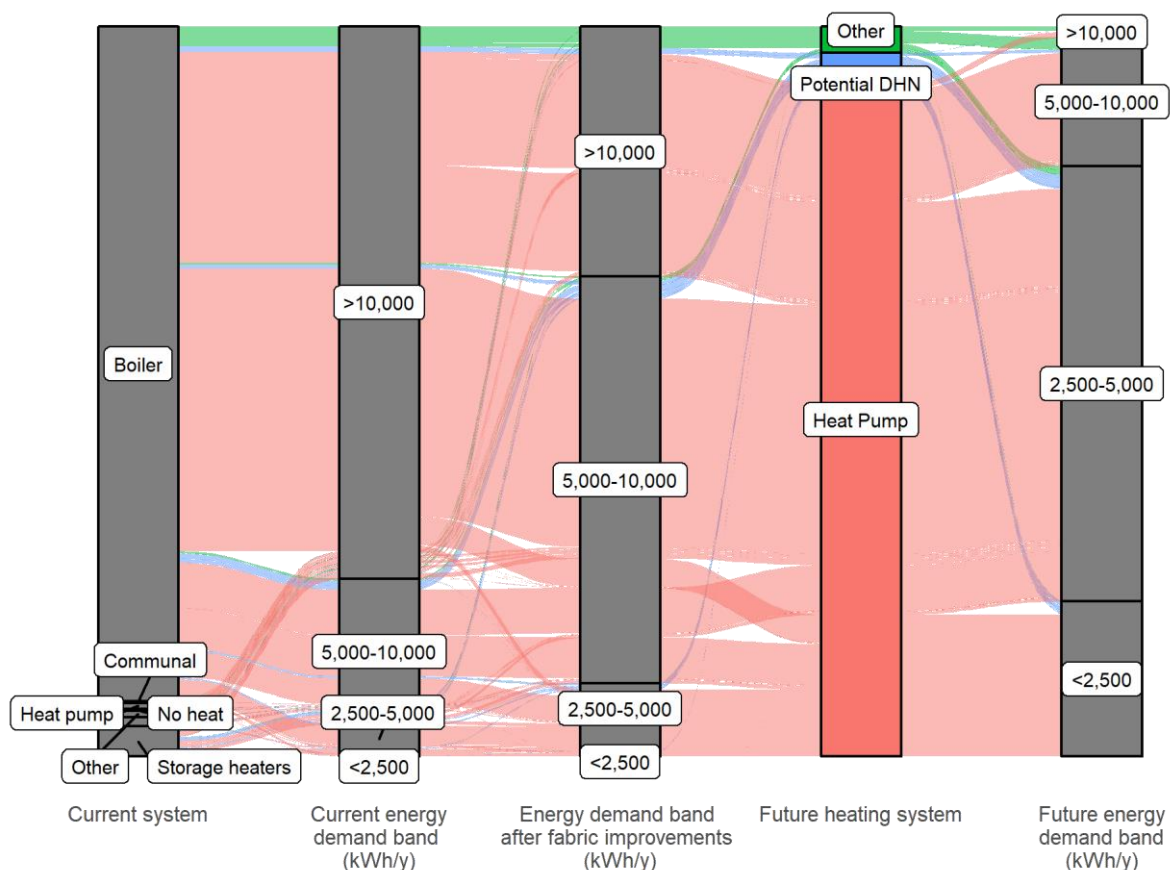 Boiler
Communal
Heat pump
No heat
Other
Storage heaters
>10,000
5,000-10,000
2,500-5,000
<2,500
>10,000
5,000-10,000
2,500-5,000
<2,500
Other
Potential DHN
Heat Pump
>10,000
5,000-10,000
2,500-5,000
<2,500
Current system
Current energy
demand band
(kWh/y)
Energy demand band
after fabric improvements
(kWh/y)
Future heating system
Future energy
demand band
(kWh/y)